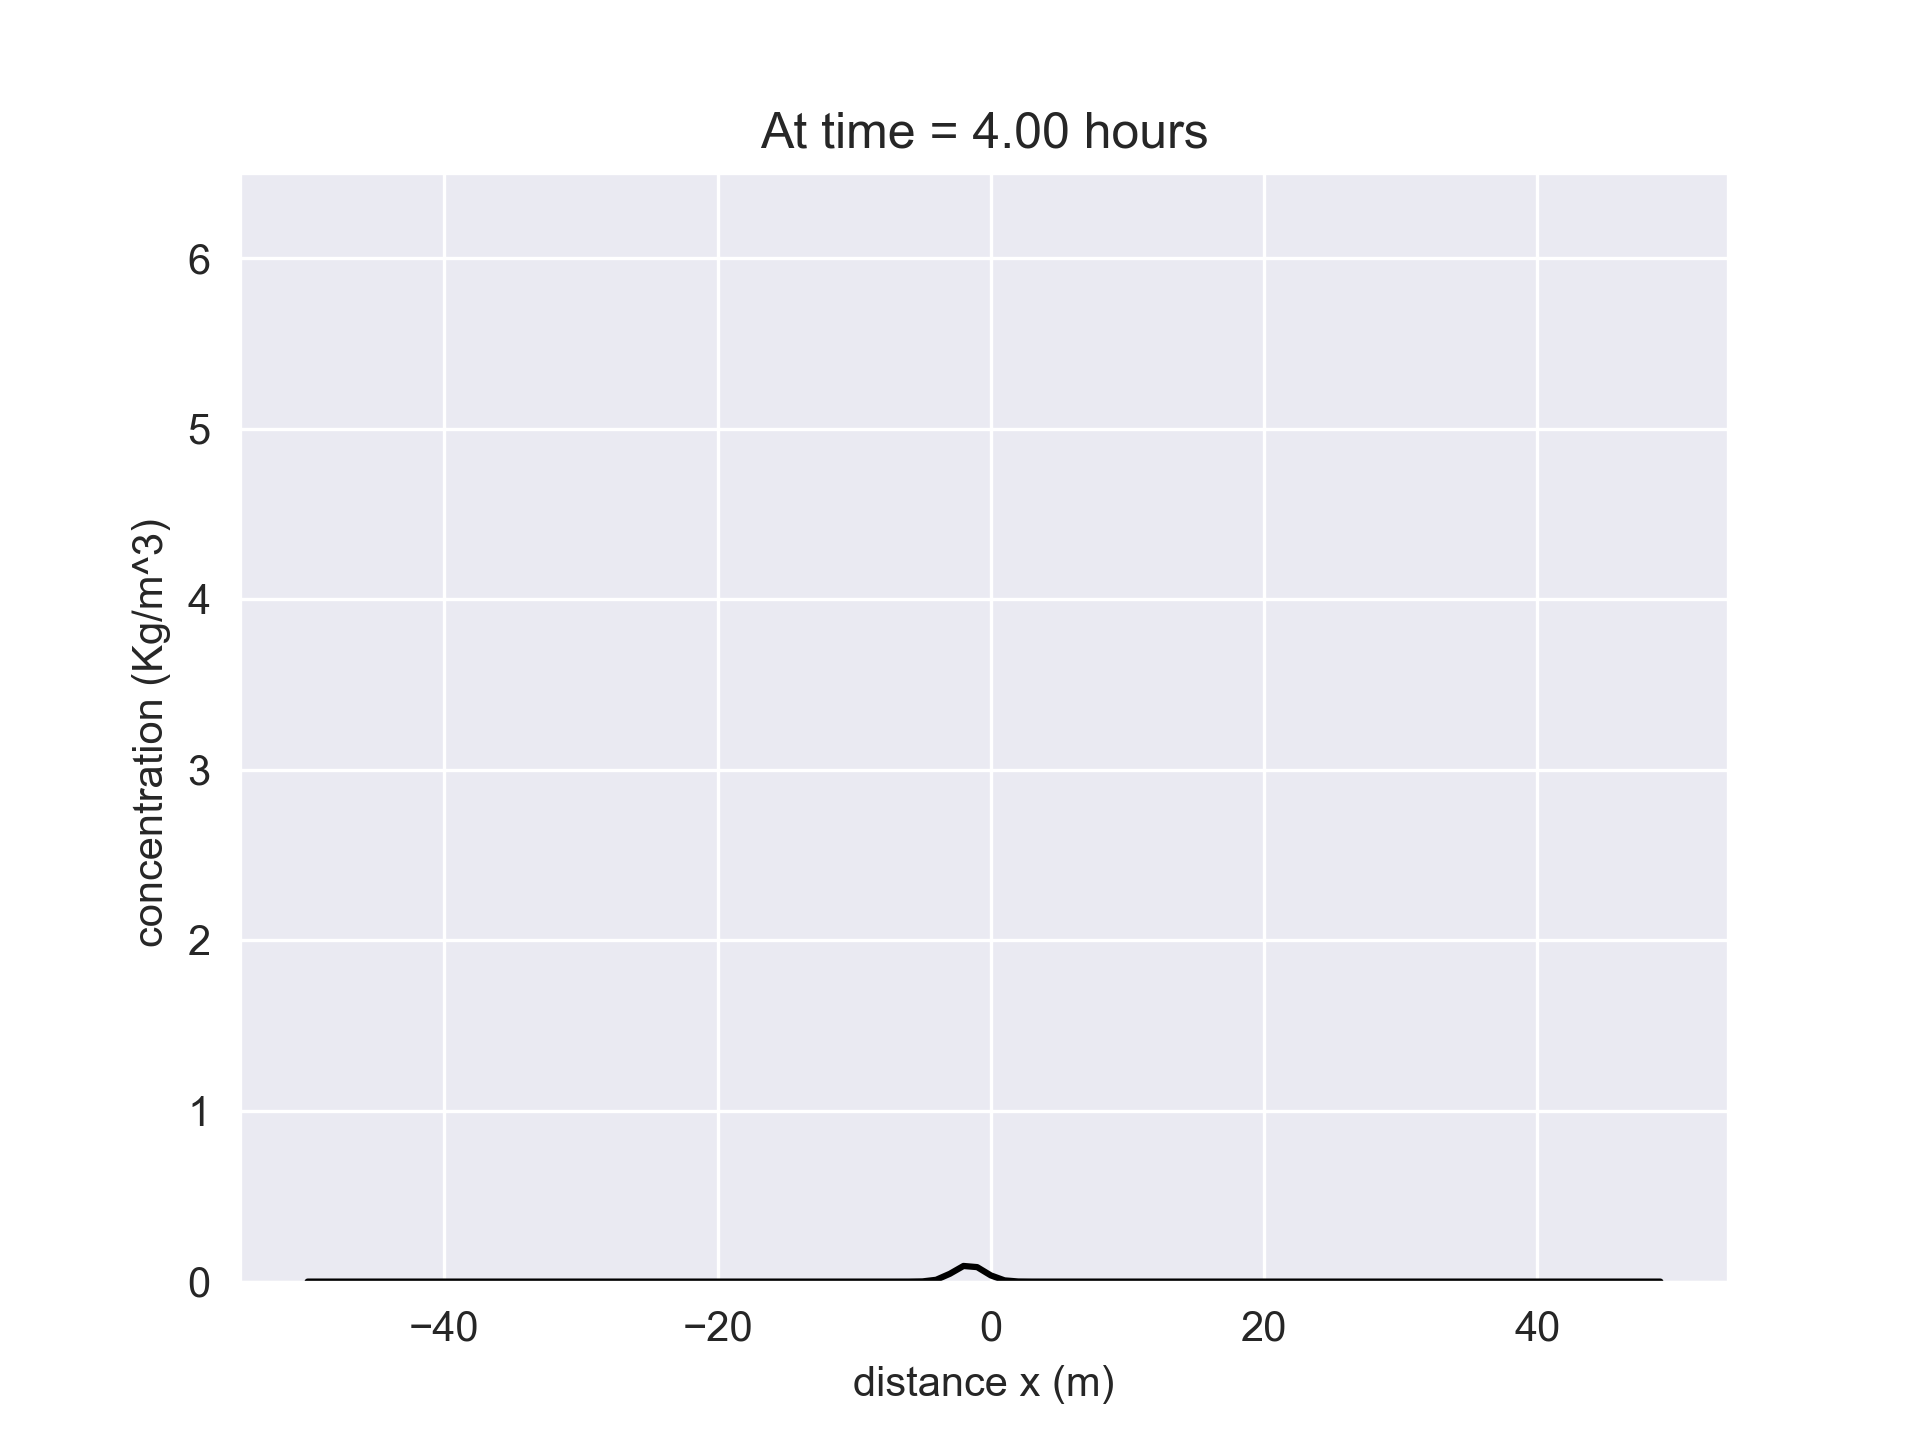 At time = 4.00 hours
6
5
4
3
2
1
0
concentration (Kg/m^3)
−40 −20 0 20 40
distance x (m)